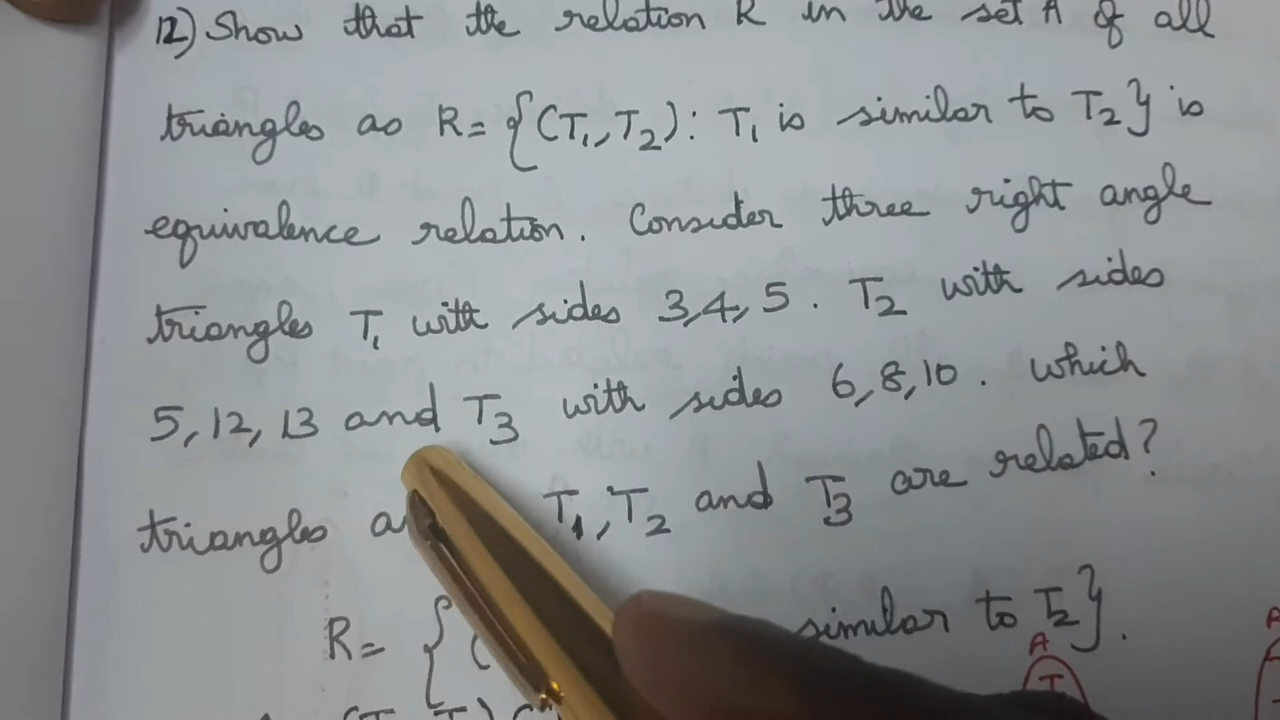 12) Show that the relation R in the set A of all
triangles as R= {(T₁,T₂): T₁ is similar to T₂} is
equivalence relation. Consider three right angle
triangles T₁ with sides 3,4,5. T₂ with sides
5,12,13 and T₃ with sides 6,8,10. which
triangles T₁,T₂ and T₃ are related?
R= { ( similar to T₂}.
A